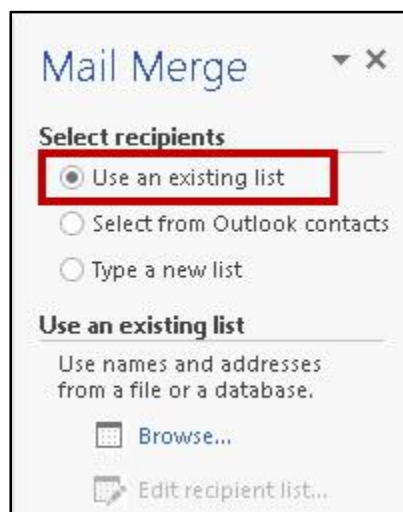 Mail Merge
Select recipients
Use an existing list
Select from Outlook contacts
Type a new list
Use an existing list
Use names and addresses
from a file or a database.
Browse...
Edit recipient list...